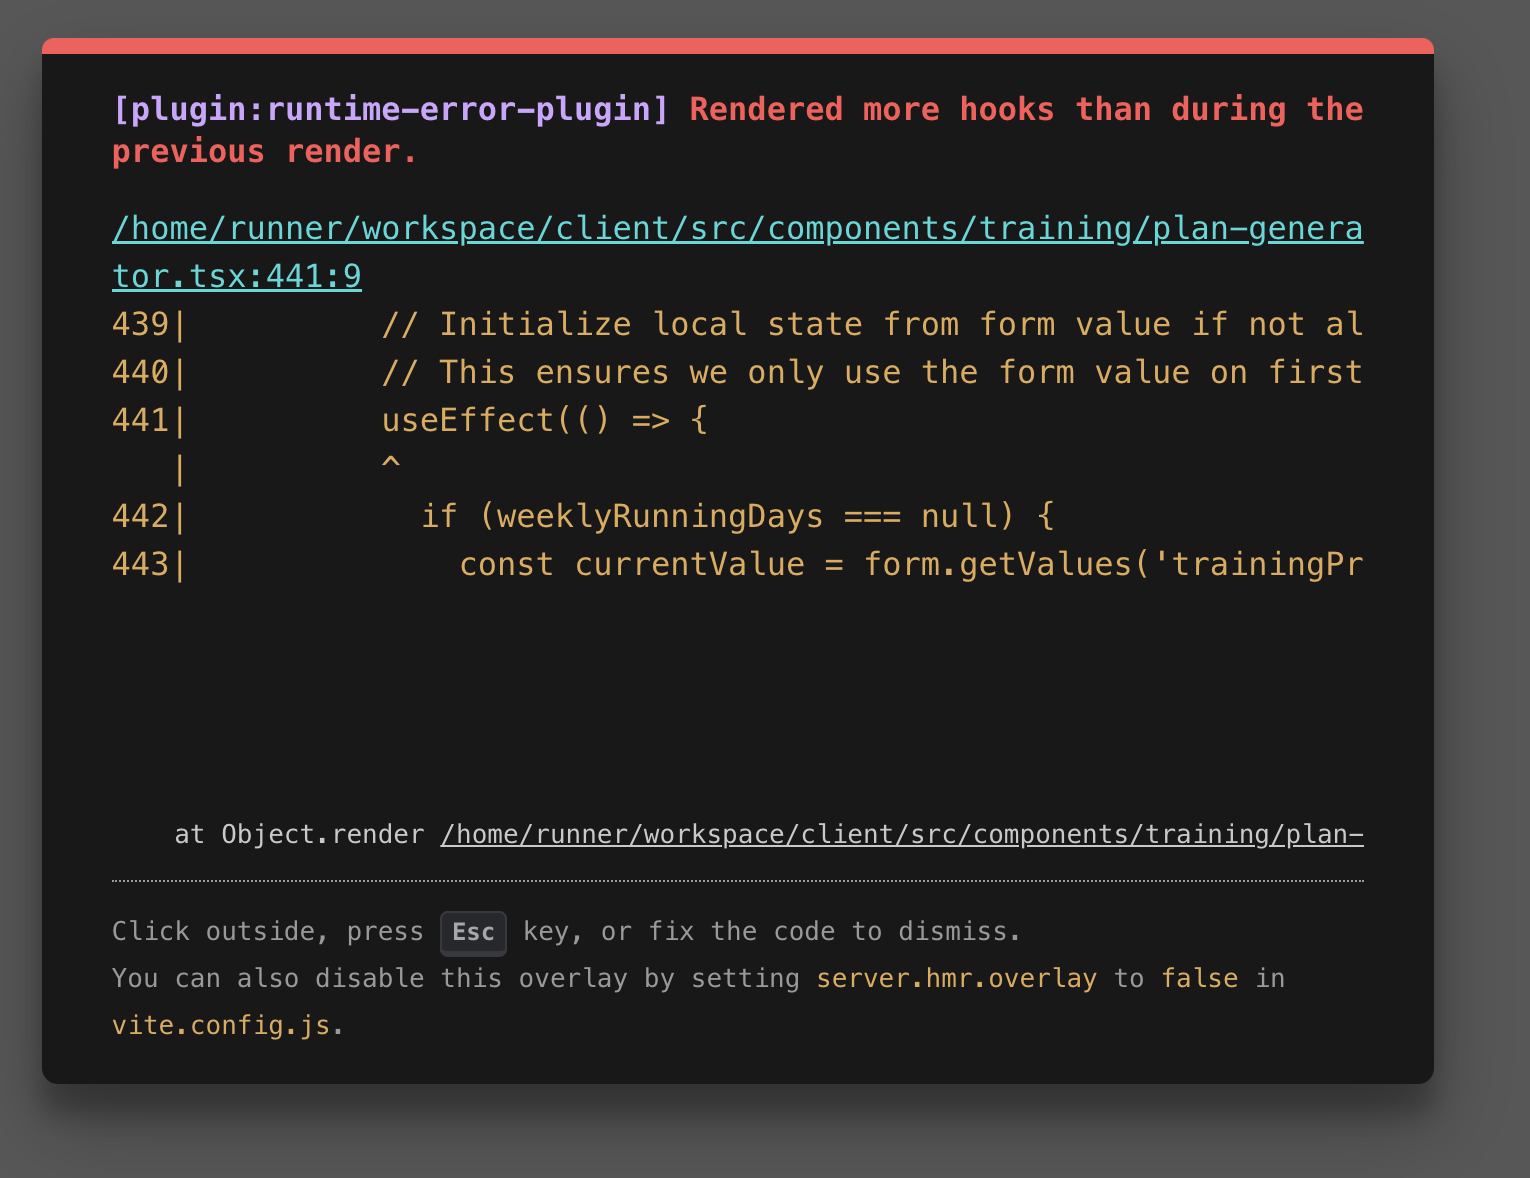 [plugin:runtime-error-plugin] Rendered more hooks than during the
previous render.
/home/runner/workspace/client/src/components/training/plan-genera
tor.tsx:441:9
439|          // Initialize local state from form value if not al
440|          // This ensures we only use the form value on first
441|          useEffect(() => {
   |          ^
442|            if (weeklyRunningDays === null) {
443|              const currentValue = form.getValues('trainingPr
at Object.render /home/runner/workspace/client/src/components/training/plan-
Click outside, press Esc key, or fix the code to dismiss.
You can also disable this overlay by setting server.hmr.overlay to false in
vite.config.js.